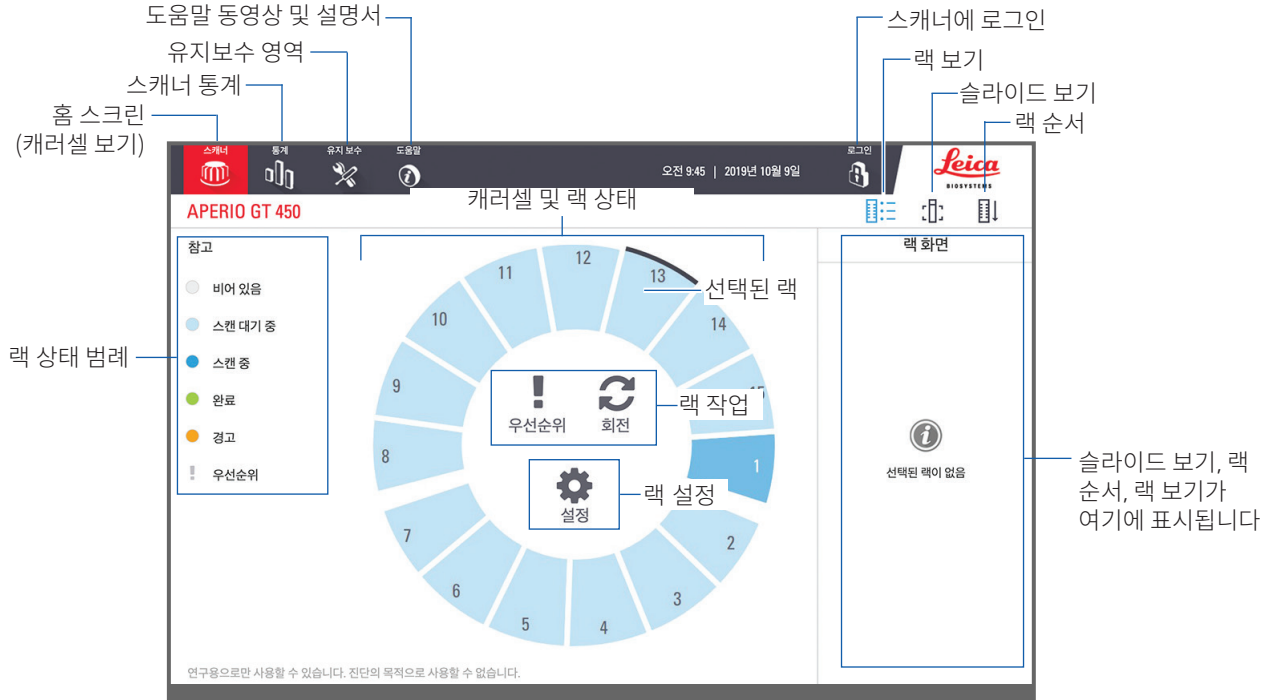 도움말 동영상 및 설명서
유지보수 영역
스캐너 통계
홈 스크린
(캐러셀 보기)
스캐너에 로그인
랙 보기
슬라이드 보기
랙 순서
스캐너
통계
유지 보수
도움말
오전 9:45 | 2019년 10월 9일
로그인
Leica
BIOSYSTEMS
APERIO GT 450
캐러셀 및 랙 상태
참고
비어 있음
스캔 대기 중
스캔 중
완료
경고
우선순위
랙 상태 범례
11
12
13
선택된 랙
10
14
9
15
8
1
7
2
6
3
5
4
우선순위
회전
랙 작업
설정
랙 설정
랙 화면
선택된 랙이 없음
슬라이드 보기, 랙
순서, 랙 보기가
여기에 표시됩니다
연구용으로만 사용할 수 있습니다. 진단의 목적으로 사용할 수 없습니다.